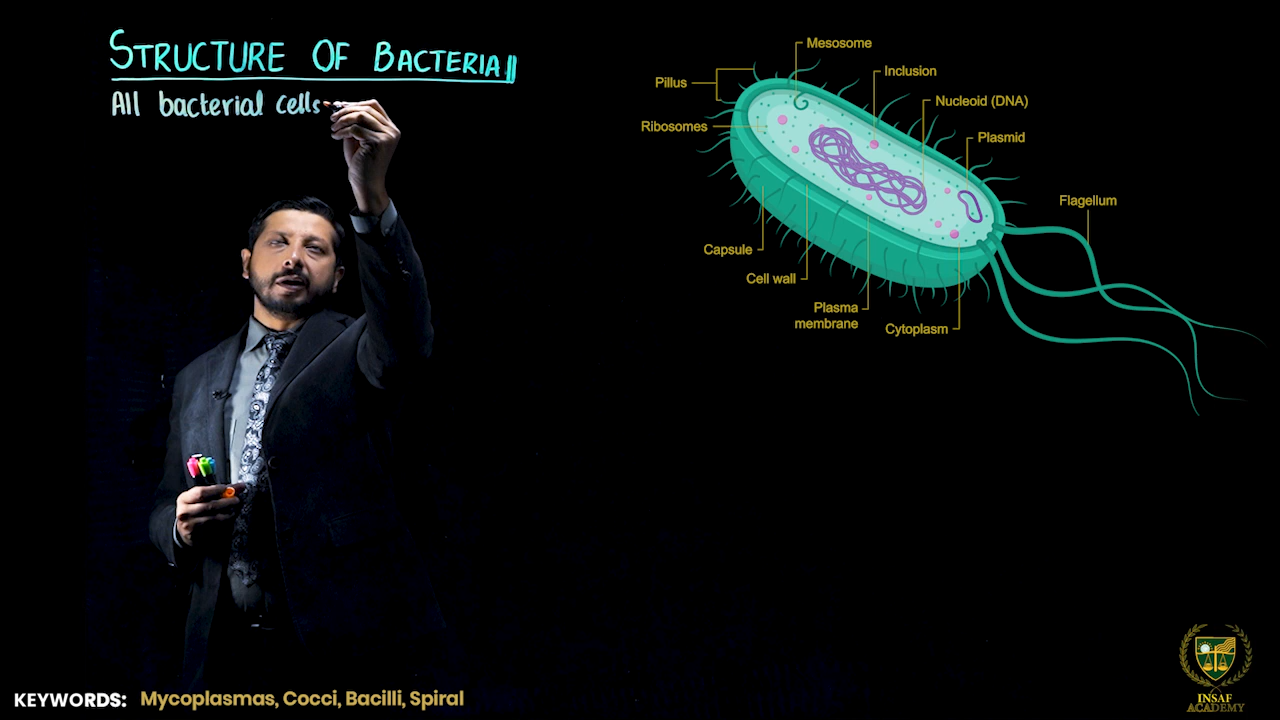 STRUCTURE OF BACTERIA
All bacterial cells
Mesosome
Pillus
Inclusion
Nucleoid (DNA)
Ribosomes
Plasmid
Flagellum
Capsule
Cell wall
Plasma
membrane
Cytoplasm
KEYWORDS: Mycoplasmas, Cocci, Bacilli, Spiral
INSAF
ACADEMY